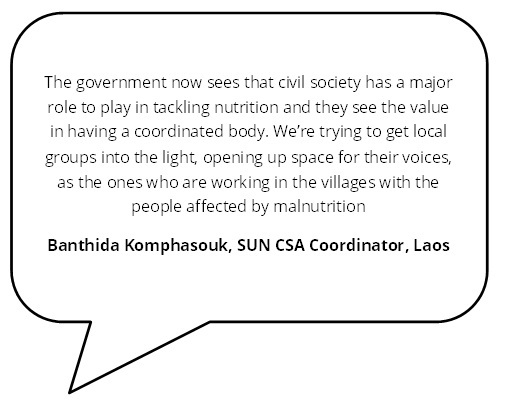 The government now sees that civil society has a major
role to play in tackling nutrition and they see the value
in having a coordinated body. We’re trying to get local
groups into the light, opening up space for their voices,
as the ones who are working in the villages with the
people affected by malnutrition
Banthida Komphasouk, SUN CSA Coordinator, Laos